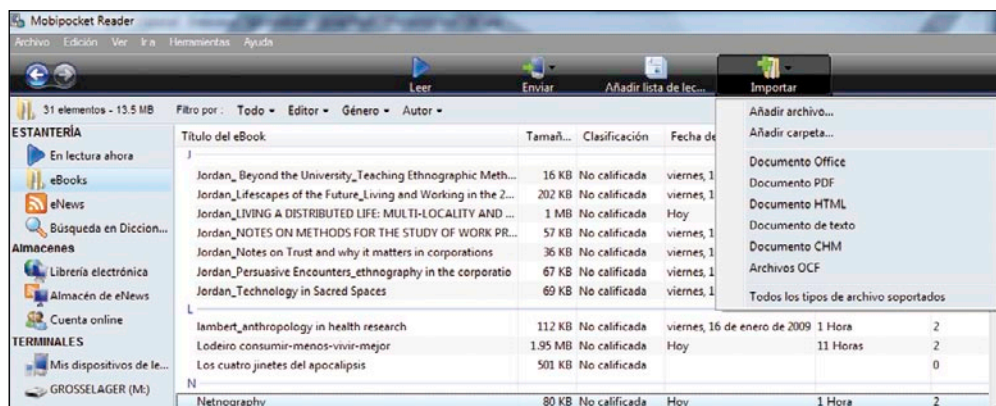 Mobipocket Reader
Archivo Edición Ver Ir a Herramientas Ayuda
Leer Enviar Añadir lista de lec... Importar
31 elementos - 13.5 MB Filtro por : Todo Editor Género Autor
Añadir archivo...
Añadir carpeta...
Documento Office
Documento PDF
Documento HTML
Documento de texto
Documento CHM
Archivos OCF
Todos los tipos de archivo soportados
ESTANTERÍA
En lectura ahora
eBooks
eNews
Búsqueda en Diccion...
Almacenes
Librería electrónica
Almacén de eNews
Cuenta online
TERMINALES
Mis dispositivos de le...
GROSSELAGER (M:)
Título del eBook Tamañ... Clasificación Fecha de
J
Jordan_ Beyond the University_Teaching Ethnographic Meth... 16 KB No calificada viernes, 1
Jordan_Lifescapes of the Future_Living and Working in the 2... 202 KB No calificada viernes, 1
Jordan_LIVING A DISTRIBUTED LIFE: MULTI-LOCALITY AND ... 1 MB No calificada Hoy
Jordan_NOTES ON METHODS FOR THE STUDY OF WORK PR... 57 KB No calificada viernes, 1
Jordan_Notes on Trust and why it matters in corporations 36 KB No calificada viernes, 1
Jordan_Persuasive Encounters_ethnography in the corporatio 67 KB No calificada viernes, 1
Jordan_Technology in Sacred Spaces 69 KB No calificada viernes, 1
L
lambert_anthropology in health research 112 KB No calificada viernes, 16 de enero de 2009 1 Hora 2
Lodeiro consumir-menos-vivir-mejor 1.95 MB No calificada Hoy 11 Horas 2
Los cuatro jinetes del apocalipsis 501 KB No calificada 0
N
Netnography 80 KB No calificada Hoy 1 Hora 2